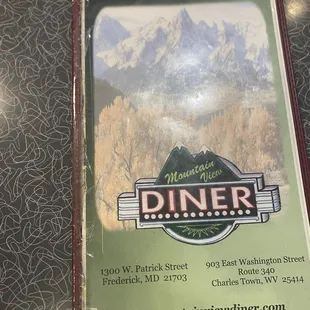 DINER
Mountain
View
DINER
1300 W. Patrick Street
Frederick, MD 21703
903 East Washington Street
Route 340
Charles Town, WV 25414